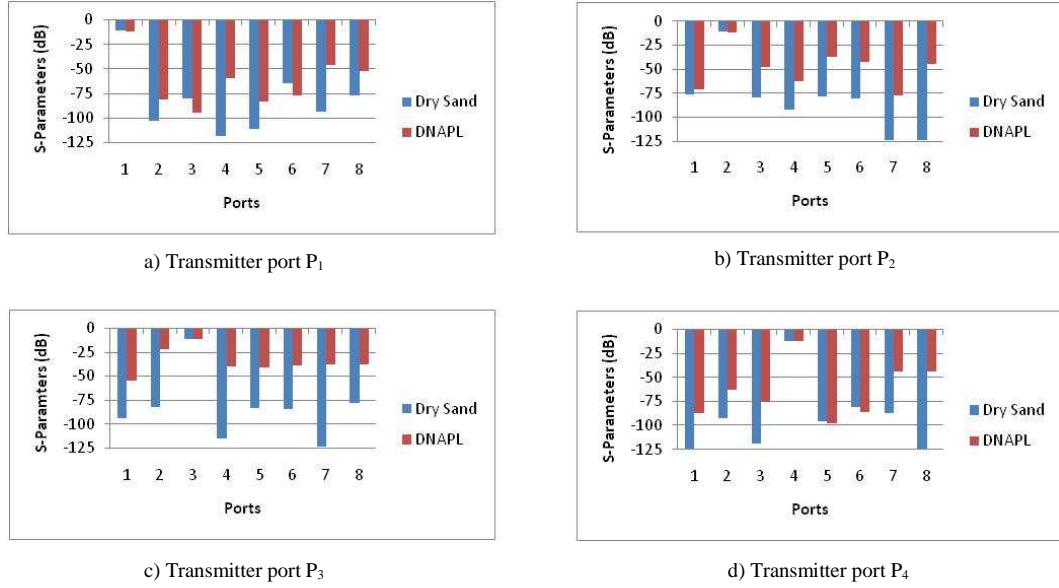 S-Parameters (dB)
0
-25
-50
-75
-100
-125
1 2 3 4 5 6 7 8
Ports
Dry Sand
DNAPL
a) Transmitter port P₁
S-Parameters (dB)
0
-25
-50
-75
-100
-125
1 2 3 4 5 6 7 8
Ports
Dry Sand
DNAPL
b) Transmitter port P₂
S-Paramters (dB)
0
-25
-50
-75
-100
-125
1 2 3 4 5 6 7 8
Ports
Dry Sand
DNAPL
c) Transmitter port P₃
S-Parameters (dB)
0
-25
-50
-75
-100
-125
1 2 3 4 5 6 7 8
Ports
Dry Sand
DNAPL
d) Transmitter port P₄